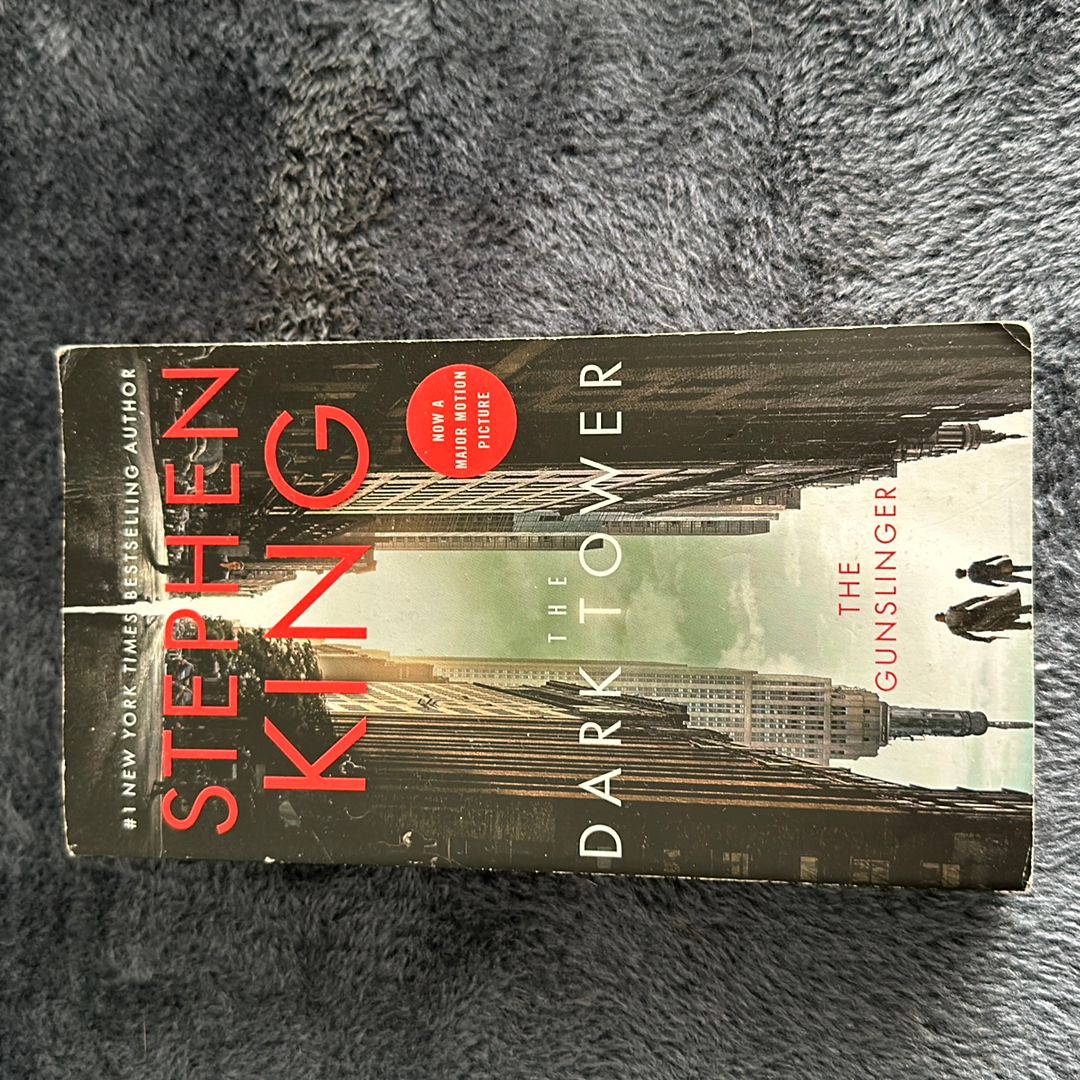 #1 NEW YORK TIMES BESTSELLING AUTHOR
STEPHEN
KING
NOW A
MAJOR MOTION
PICTURE
THE
DARK TOWER
THE
GUNSLINGER